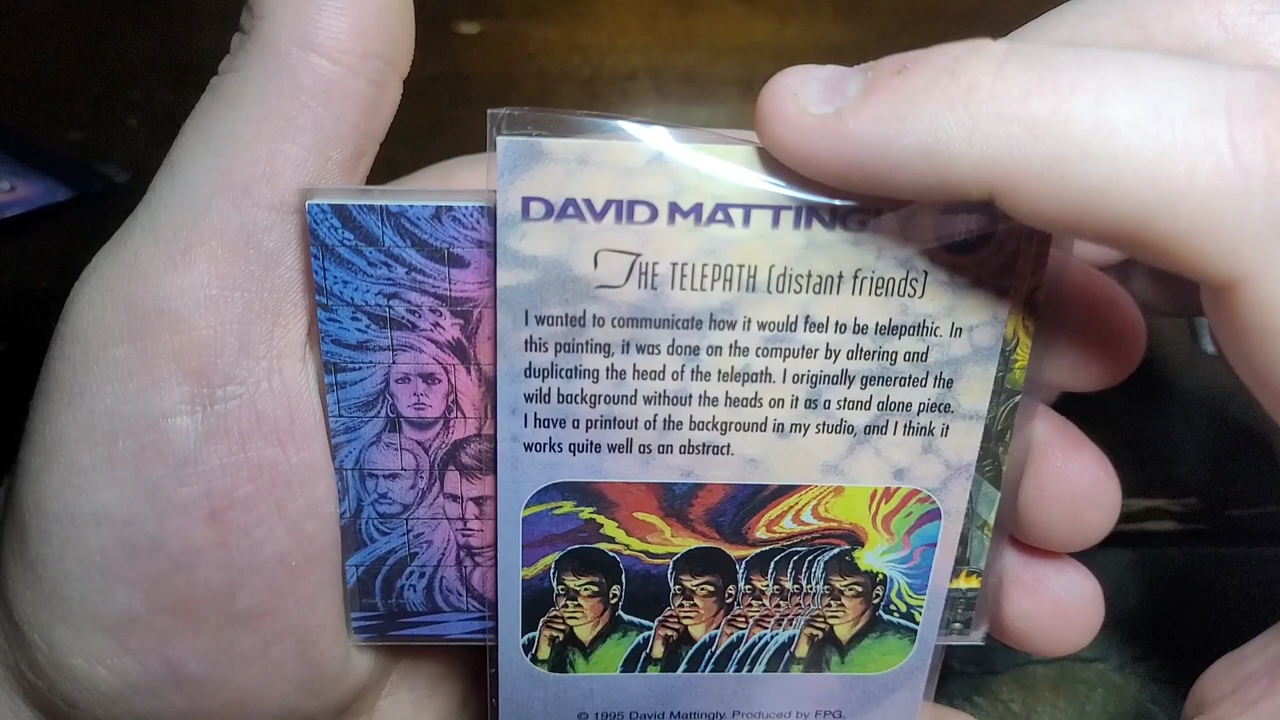 DAVID MATTINGLY
THE TELEPATH (distant friends)
I wanted to communicate how it would feel to be telepathic. In
this painting, it was done on the computer by altering and
duplicating the head of the telepath. I originally generated the
wild background without the heads on it as a stand alone piece.
I have a printout of the background in my studio, and I think it
works quite well as an abstract.
© 1995 David Mattingly. Produced by FPG.